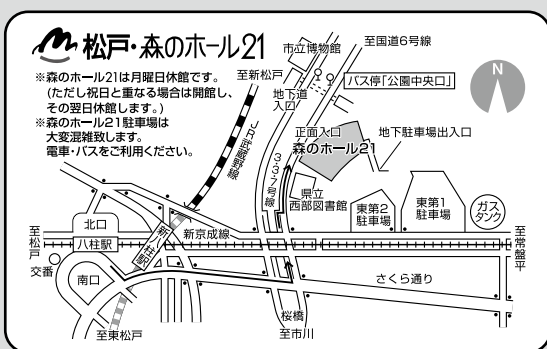 松戸・森のホール21
※森のホール21は月曜日休館です。
(ただし祝日と重なる場合は開館し、
その翌日休館します。)
※森のホール21駐車場は
大変混雑致します。
電車・バスをご利用ください。
市立博物館
至国道6号線
至新松戸
地下道
入口
バス停「公園中央口」
N
JR武蔵野線
3・3・7号線
正面入口
森のホール21
地下駐車場出入口
県立
西部図書館
東第2
駐車場
東第1
駐車場
ガス
タンク
北口
八柱駅
新八柱駅
新京成線
至松戸
至常盤平
交番
南口
さくら通り
桜橋
至東松戸
至市川